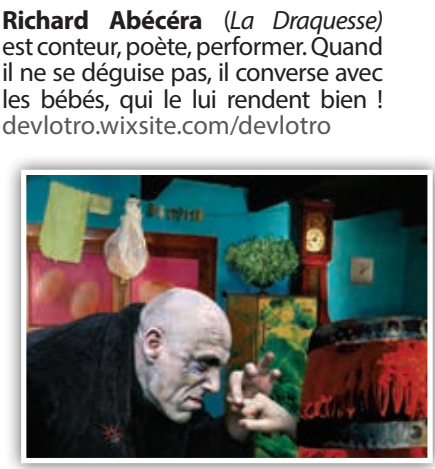 Richard Abécéra (La Draquesse)
est conteur, poète, performer. Quand
il ne se déguise pas, il converse avec
les bébés, qui le lui rendent bien !
devlotro.wixsite.com/devlotro